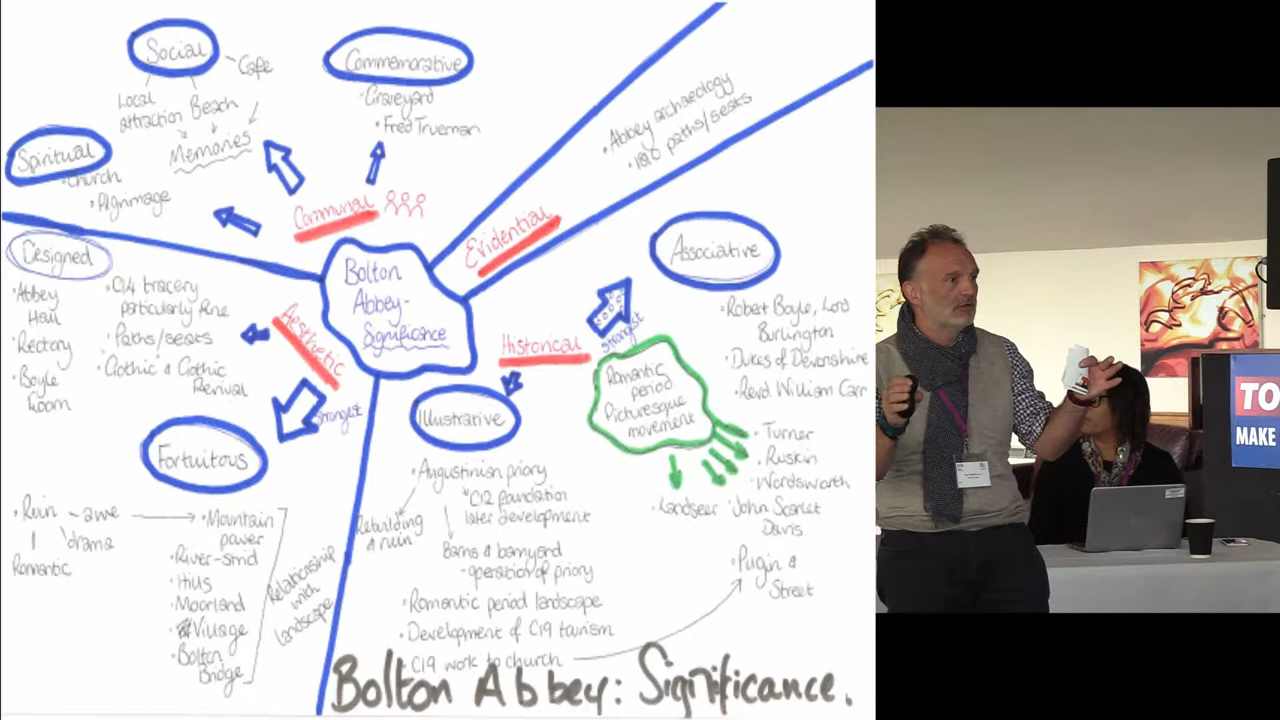 Social
Cafe
Local
attraction
Beach
Memories
Commemorative
Graveyard
Fred Trueman
Spiritual
Church
Pilgrimage
Communal
Evidential
Abbey archaeology
1810 paths/seats
Designed
Abbey
Hall
Rectory
Boyle
Room
C14 tracery
particularly fine
Paths/seats
Gothic & Gothic
Revival
Aesthetic
strongest
Fortuitous
Ruin
awe
drama
Romantic
Mountain
power
River-Strid
Hills
Moorland
Village
Bolton
Bridge
Relationship
with
landscape
Bolton
Abbey-
Significance
Historical
strongest
Associative
Robert Boyle, Lord
Burlington
Dukes of Devonshire
Revd William Carr
Romantic
period
Picturesque
movement
Turner
Ruskin
Wordsworth
Landseer
John Scarlet
Davis
Pugin &
Street
Illustrative
Augustinian priory
C12 foundation
later development
Rebuilding
& ruin
Barns & barnyard
operation of priory
Romantic period landscape
Development of C19 tourism
C19 work to church
Bolton Abbey: Significance.
TO
MAKE